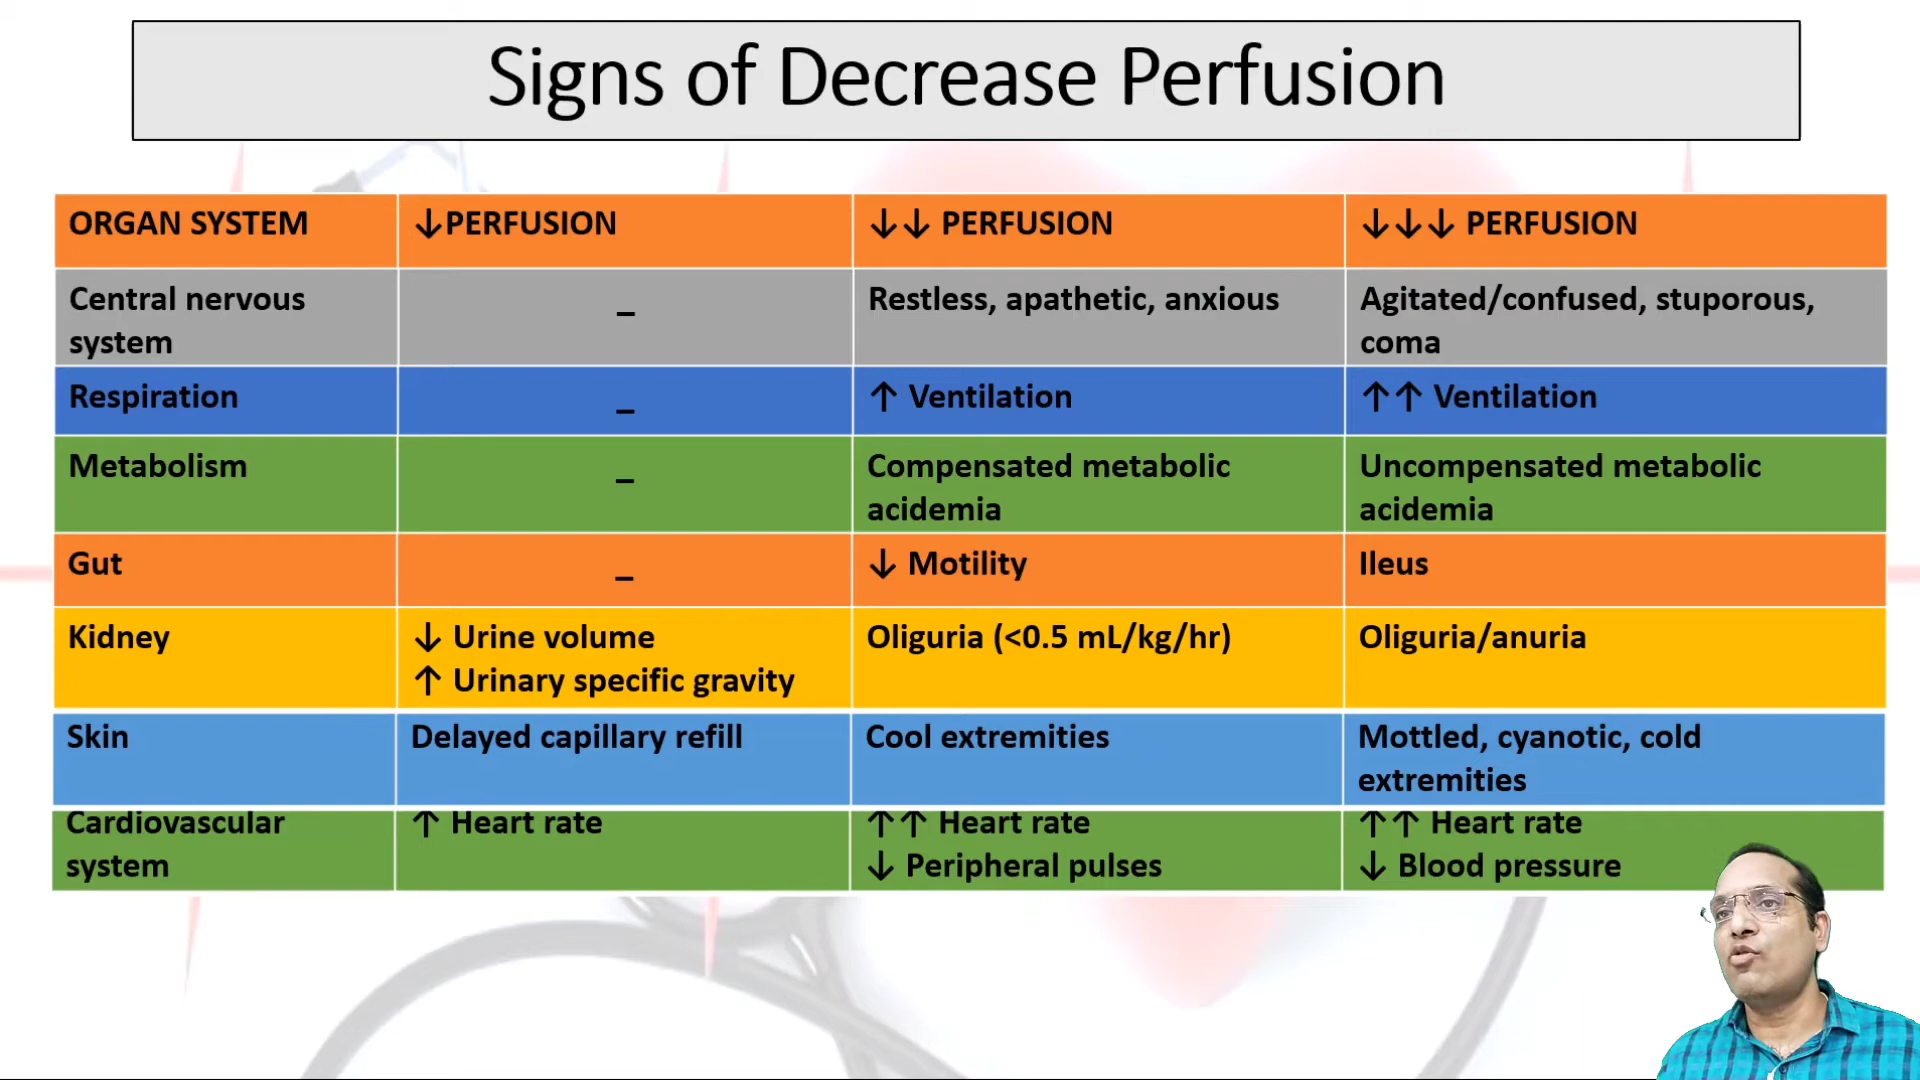 Signs of Decrease Perfusion
ORGAN SYSTEM
↓PERFUSION
↓↓ PERFUSION
↓↓↓ PERFUSION
Central nervous
system
–
Restless, apathetic, anxious
Agitated/confused, stuporous,
coma
Respiration
–
↑ Ventilation
↑↑ Ventilation
Metabolism
–
Compensated metabolic
acidemia
Uncompensated metabolic
acidemia
Gut
–
↓ Motility
Ileus
Kidney
↓ Urine volume
↑ Urinary specific gravity
Oliguria (<0.5 mL/kg/hr)
Oliguria/anuria
Skin
Delayed capillary refill
Cool extremities
Mottled, cyanotic, cold
extremities
Cardiovascular
system
↑ Heart rate
↑↑ Heart rate
↓ Peripheral pulses
↑↑ Heart rate
↓ Blood pressure